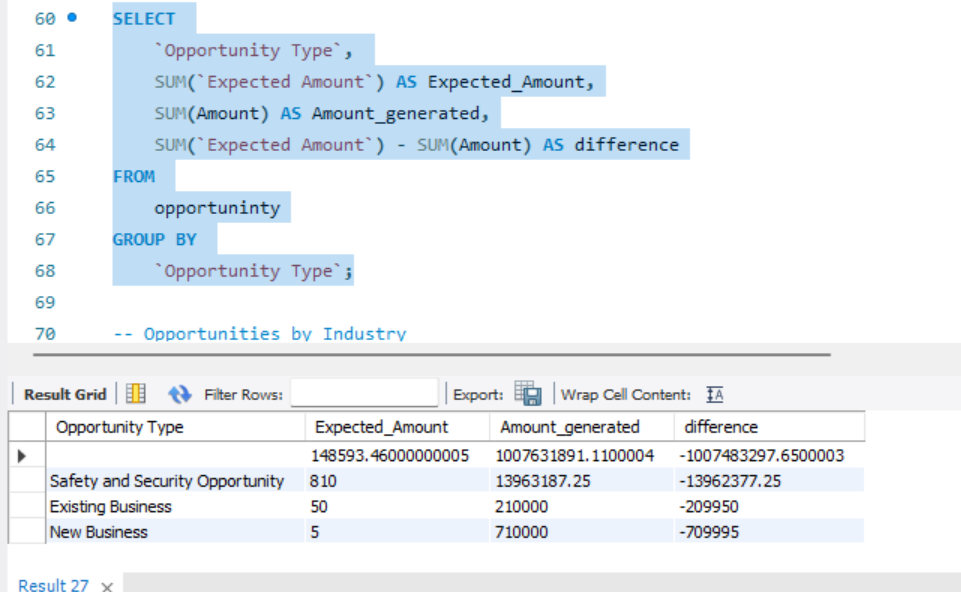 60 SELECT
61 `Opportunity Type`,
62 SUM(`Expected Amount`) AS Expected_Amount,
63 SUM(Amount) AS Amount_generated,
64 SUM(`Expected Amount`) - SUM(Amount) AS difference
65 FROM
66 opportuninty
67 GROUP BY
68 `Opportunity Type`;
69
70 -- Opportunities by Industry
Result Grid Filter Rows: Export: Wrap Cell Content: IA
Opportunity Type Expected_Amount Amount_generated difference
148593.46000000005 1007631891.1100004 -1007483297.6500003
Safety and Security Opportunity 810 13963187.25 -13962377.25
Existing Business 50 210000 -209950
New Business 5 710000 -709995
Result 27 ×